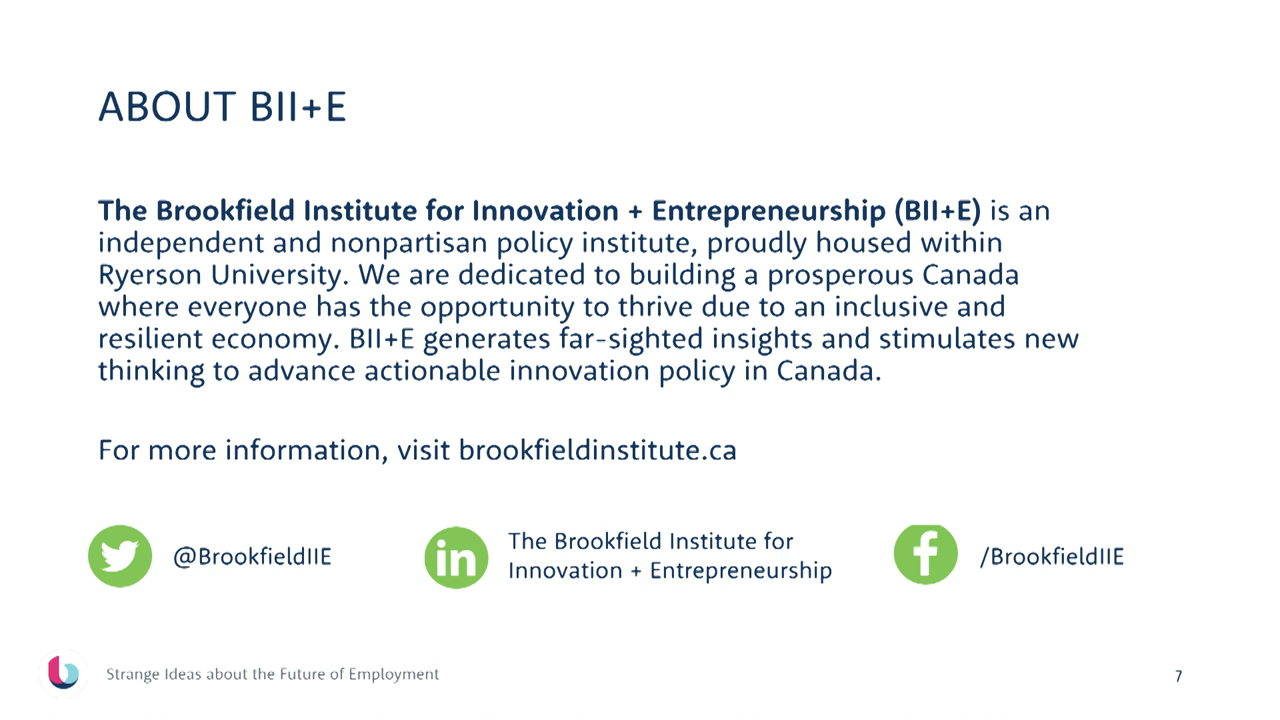 ABOUT BII+E
The Brookfield Institute for Innovation + Entrepreneurship (BII+E) is an
independent and nonpartisan policy institute, proudly housed within
Ryerson University. We are dedicated to building a prosperous Canada
where everyone has the opportunity to thrive due to an inclusive and
resilient economy. BII+E generates far-sighted insights and stimulates new
thinking to advance actionable innovation policy in Canada.
For more information, visit brookfieldinstitute.ca
@BrookfieldIIE
The Brookfield Institute for
Innovation + Entrepreneurship
/BrookfieldIIE
Strange Ideas about the Future of Employment
7